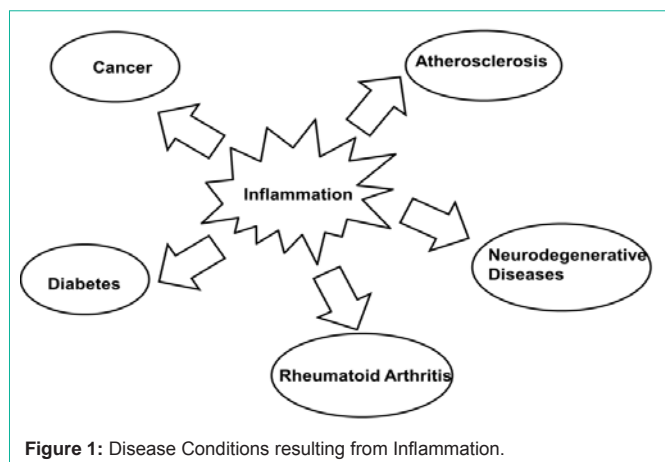 Cancer
Atherosclerosis
Inflammation
Neurodegenerative
Diseases
Diabetes
Rheumatoid Arthritis
Figure 1: Disease Conditions resulting from Inflammation.